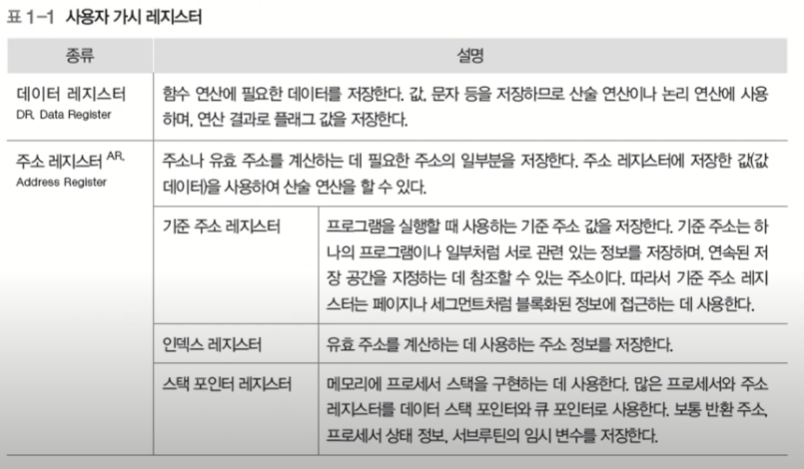 표 1-1 사용자 가시 레지스터
종류 설명
데이터 레지스터
DR, Data Register
함수 연산에 필요한 데이터를 저장한다. 값, 문자 등을 저장하므로 산술 연산이나 논리 연산에 사용
하며, 연산 결과로 플래그 값을 저장한다.
주소 레지스터 AR,
Address Register
주소나 유효 주소를 계산하는 데 필요한 주소의 일부분을 저장한다. 주소 레지스터에 저장한 값(값
데이터)을 사용하여 산술 연산을 할 수 있다.
기준 주소 레지스터
프로그램을 실행할 때 사용하는 기준 주소 값을 저장한다. 기준 주소는 하
나의 프로그램이나 일부처럼 서로 관련 있는 정보를 저장하며, 연속된 저
장 공간을 지정하는 데 참조할 수 있는 주소이다. 따라서 기준 주소 레지
스터는 페이지나 세그먼트처럼 블록화된 정보에 접근하는 데 사용한다.
인덱스 레지스터
유효 주소를 계산하는 데 사용하는 주소 정보를 저장한다.
스택 포인터 레지스터
메모리에 프로세서 스택을 구현하는 데 사용한다. 많은 프로세서와 주소
레지스터를 데이터 스택 포인터와 큐 포인터로 사용한다. 보통 반환 주소,
프로세서 상태 정보, 서브루틴의 임시 변수를 저장한다.